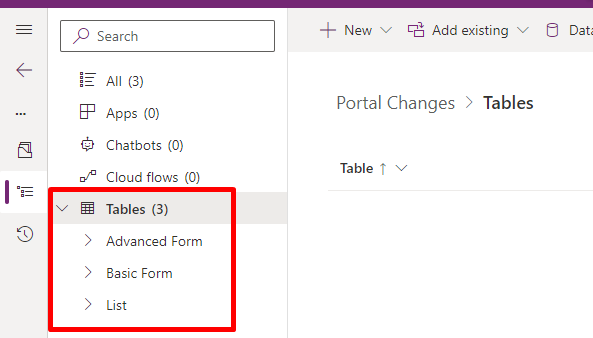 Search
New
Add existing
Data
All (3)
Apps (0)
Chatbots (0)
Cloud flows (0)
Tables (3)
Advanced Form
Basic Form
List
Portal Changes > Tables
Table ↑